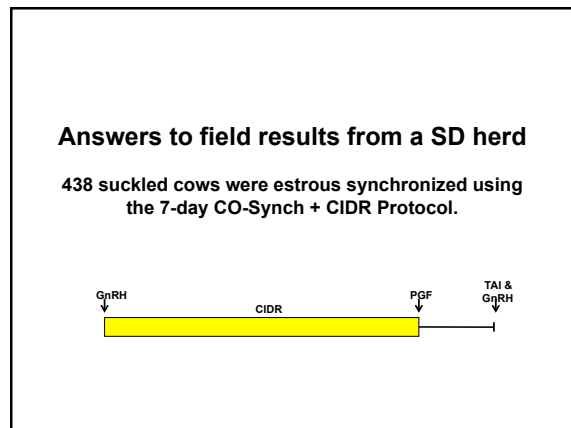 Answers to field results from a SD herd
438 suckled cows were estrous synchronized using
the 7-day CO-Synch + CIDR Protocol.
GnRH
CIDR
PGF
TAI &
GnRH